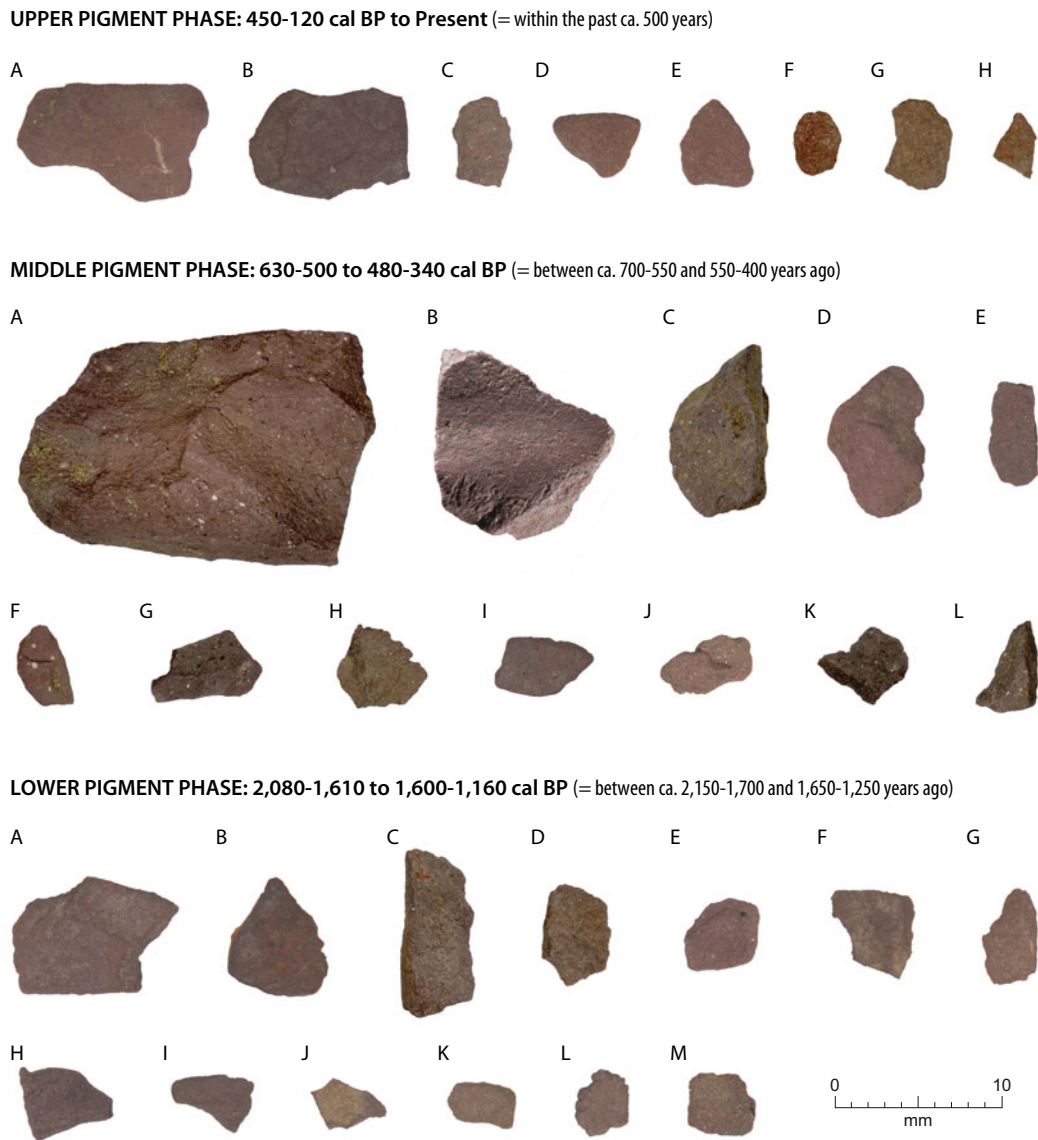 UPPER PIGMENT PHASE: 450-120 cal BP to Present (= within the past ca. 500 years)
A B C D E F G H
MIDDLE PIGMENT PHASE: 630-500 to 480-340 cal BP (= between ca. 700-550 and 550-400 years ago)
A B C D E
F G H I J K L
LOWER PIGMENT PHASE: 2,080-1,610 to 1,600-1,160 cal BP (= between ca. 2,150-1,700 and 1,650-1,250 years ago)
A B C D E F G
H I J K L M
0 10
mm